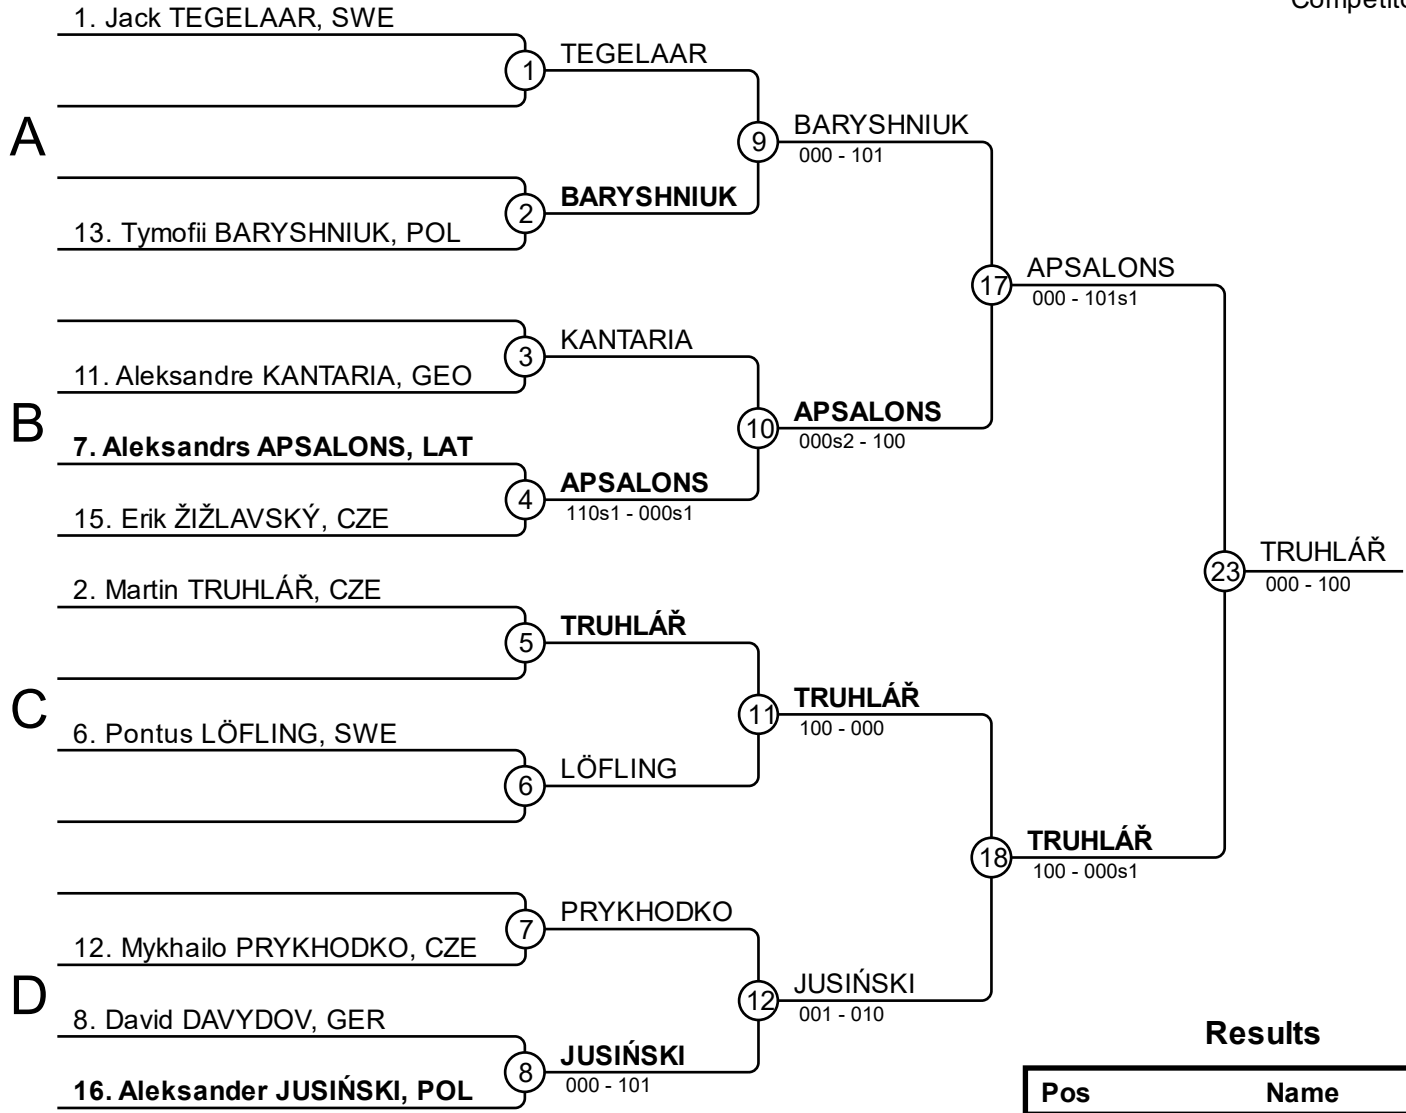 Competito
1. Jack TEGELAAR, SWE
1
TEGELAAR
A
9
BARYSHNIUK
000 - 101
2
BARYSHNIUK
13. Tymofii BARYSHNIUK, POL
17
APSALONS
000 - 101s1
3
KANTARIA
11. Aleksandre KANTARIA, GEO
B
10
APSALONS
000s2 - 100
7. Aleksandrs APSALONS, LAT
4
APSALONS
110s1 - 000s1
15. Erik ŽIŽLAVSKÝ, CZE
23
TRUHLÁŘ
000 - 100
2. Martin TRUHLÁŘ, CZE
5
TRUHLÁŘ
C
11
TRUHLÁŘ
100 - 000
6. Pontus LÖFLING, SWE
6
LÖFLING
18
TRUHLÁŘ
100 - 000s1
7
PRYKHODKO
12. Mykhailo PRYKHODKO, CZE
D
12
JUSIŃSKI
001 - 010
8. David DAVYDOV, GER
8
JUSIŃSKI
000 - 101
16. Aleksander JUSIŃSKI, POL
Results
Pos Name